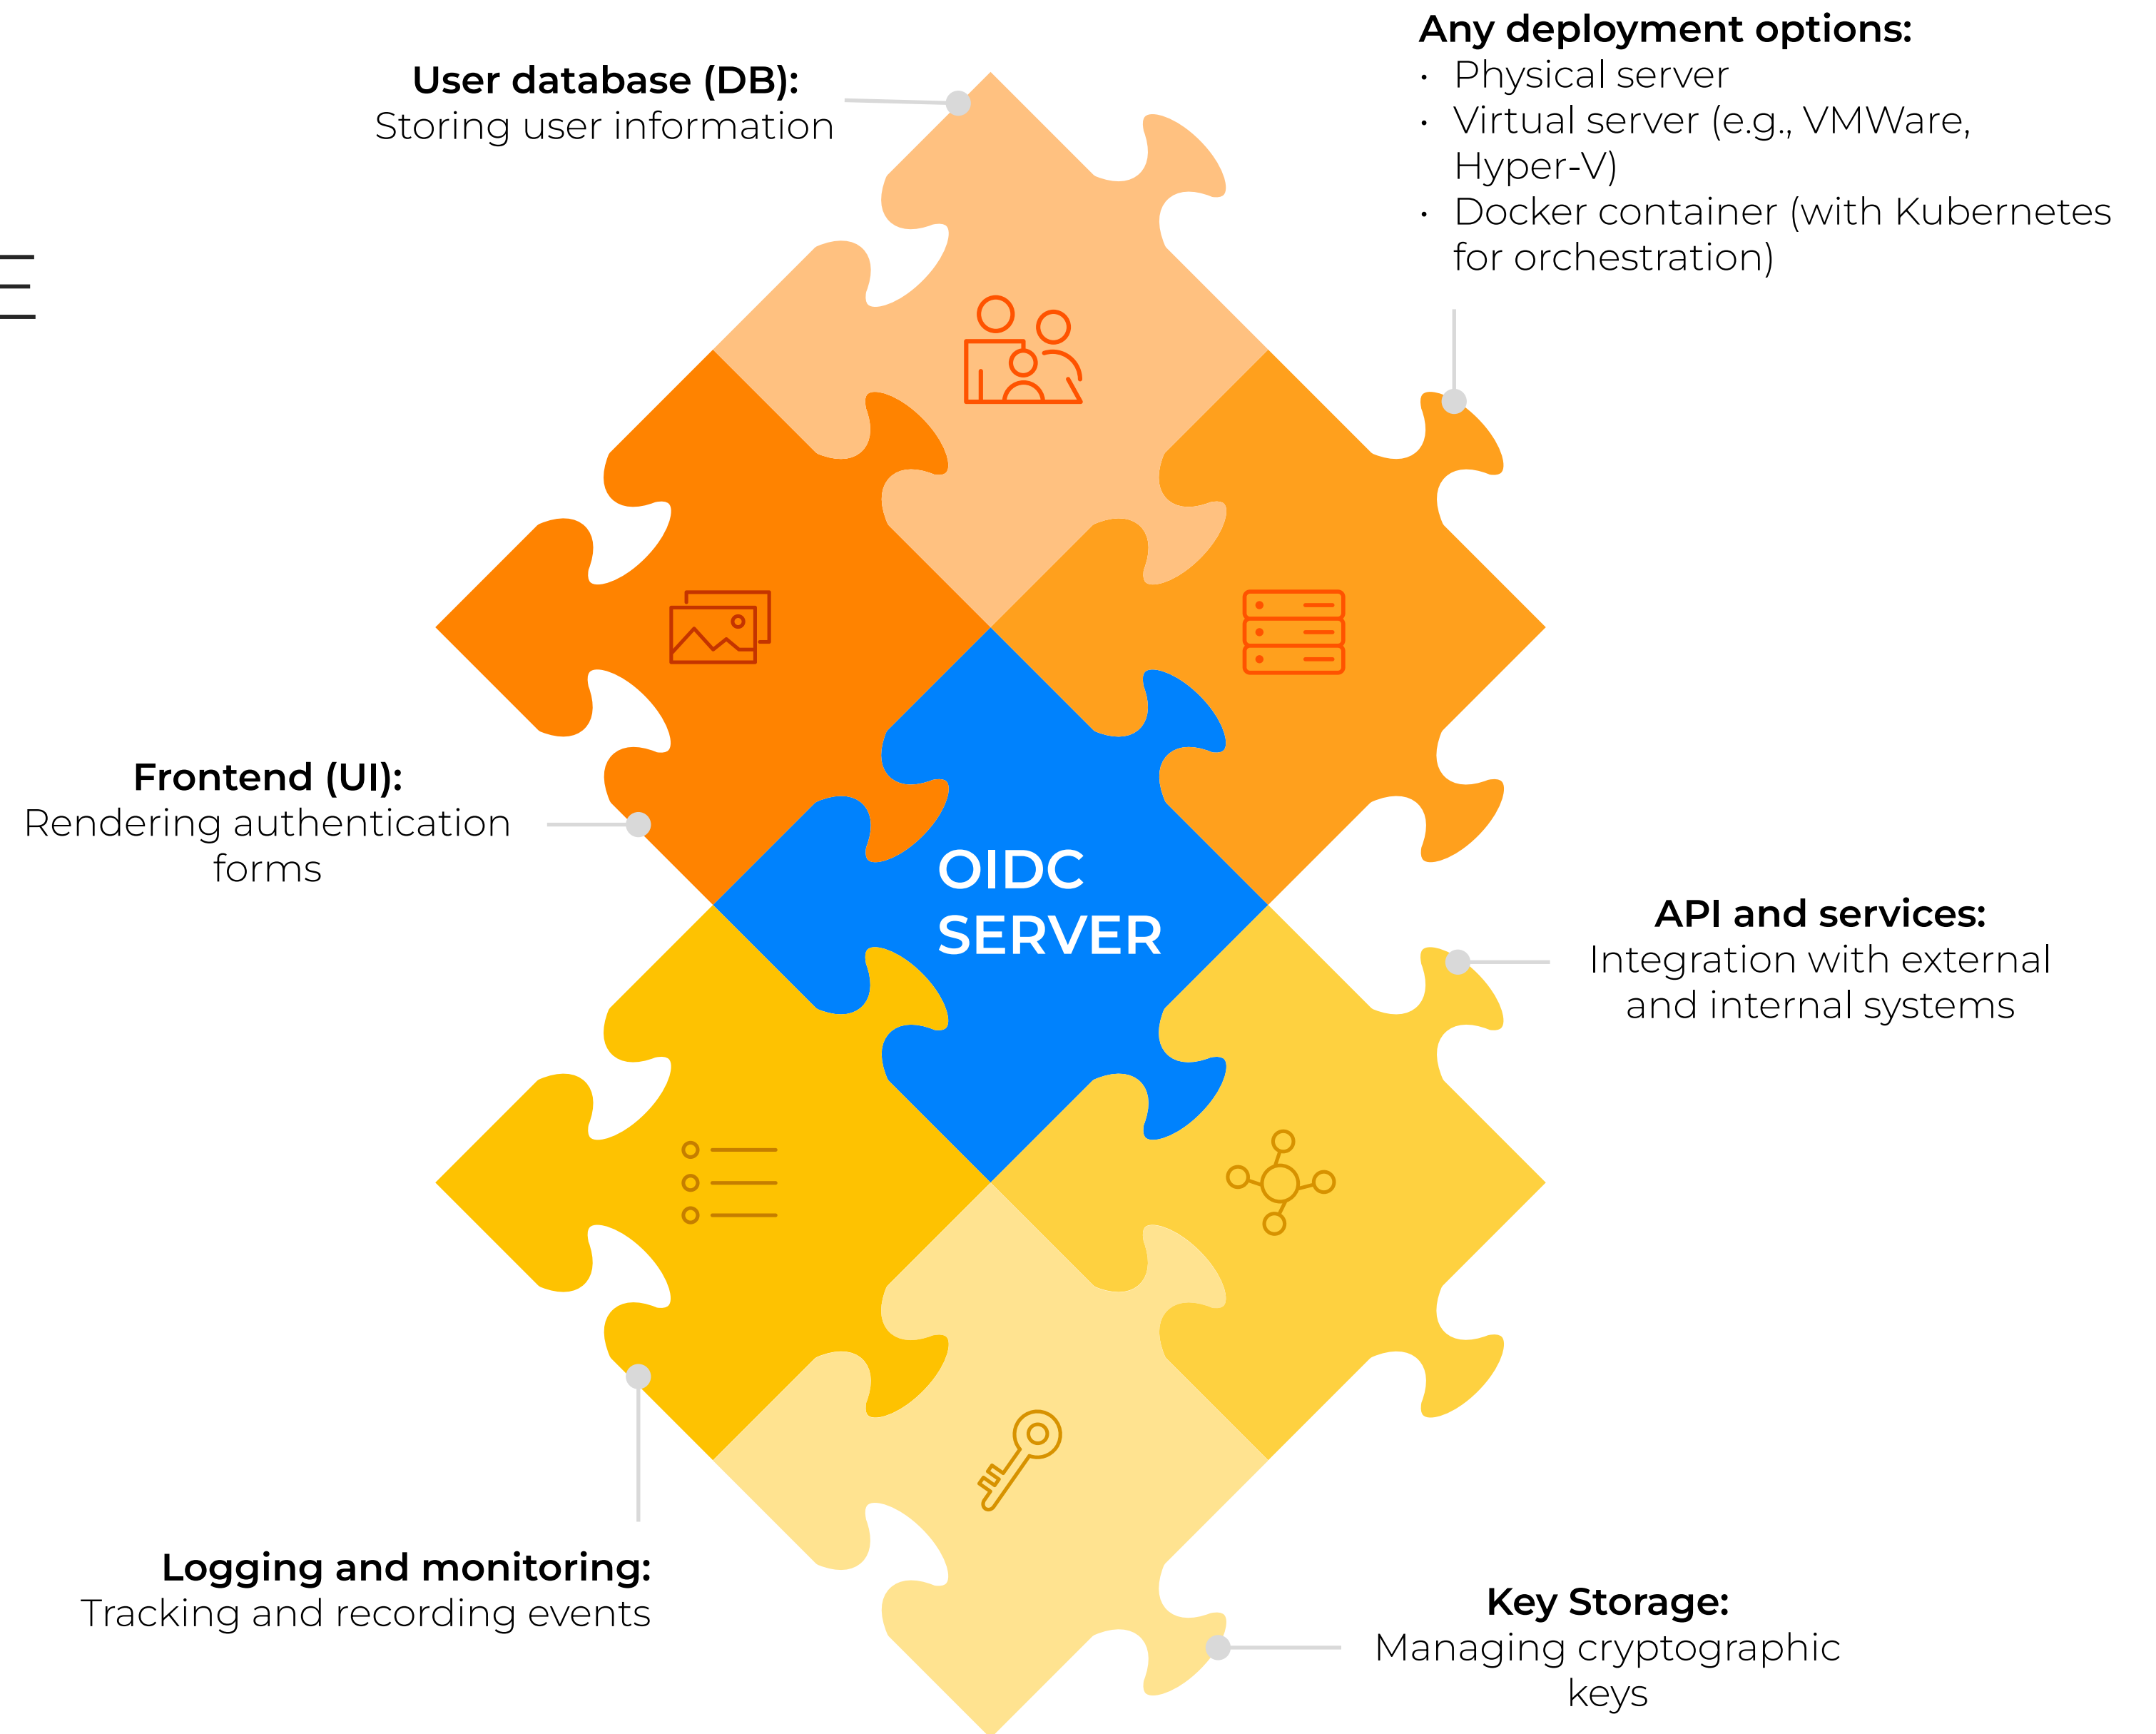 User database (DB):
Storing user information
Any deployment options:
• Physical server
• Virtual server (e.g., VMWare,
Hyper-V)
• Docker container (with Kubernetes
for orchestration)
Frontend (UI):
Rendering authentication
forms
OIDC
SERVER
API and services:
Integration with external
and internal systems
Logging and monitoring:
Tracking and recording events
Key Storage:
Managing cryptographic
keys